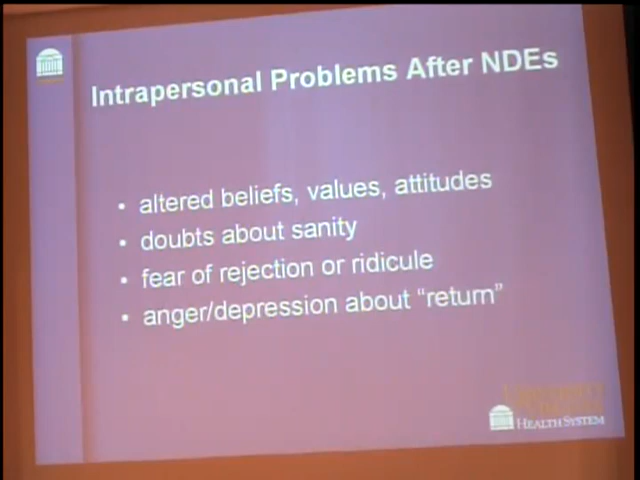 Intrapersonal Problems After NDEs
• altered beliefs, values, attitudes
• doubts about sanity
• fear of rejection or ridicule
• anger/depression about “return”
UNIVERSITY
HEALTH SYSTEM